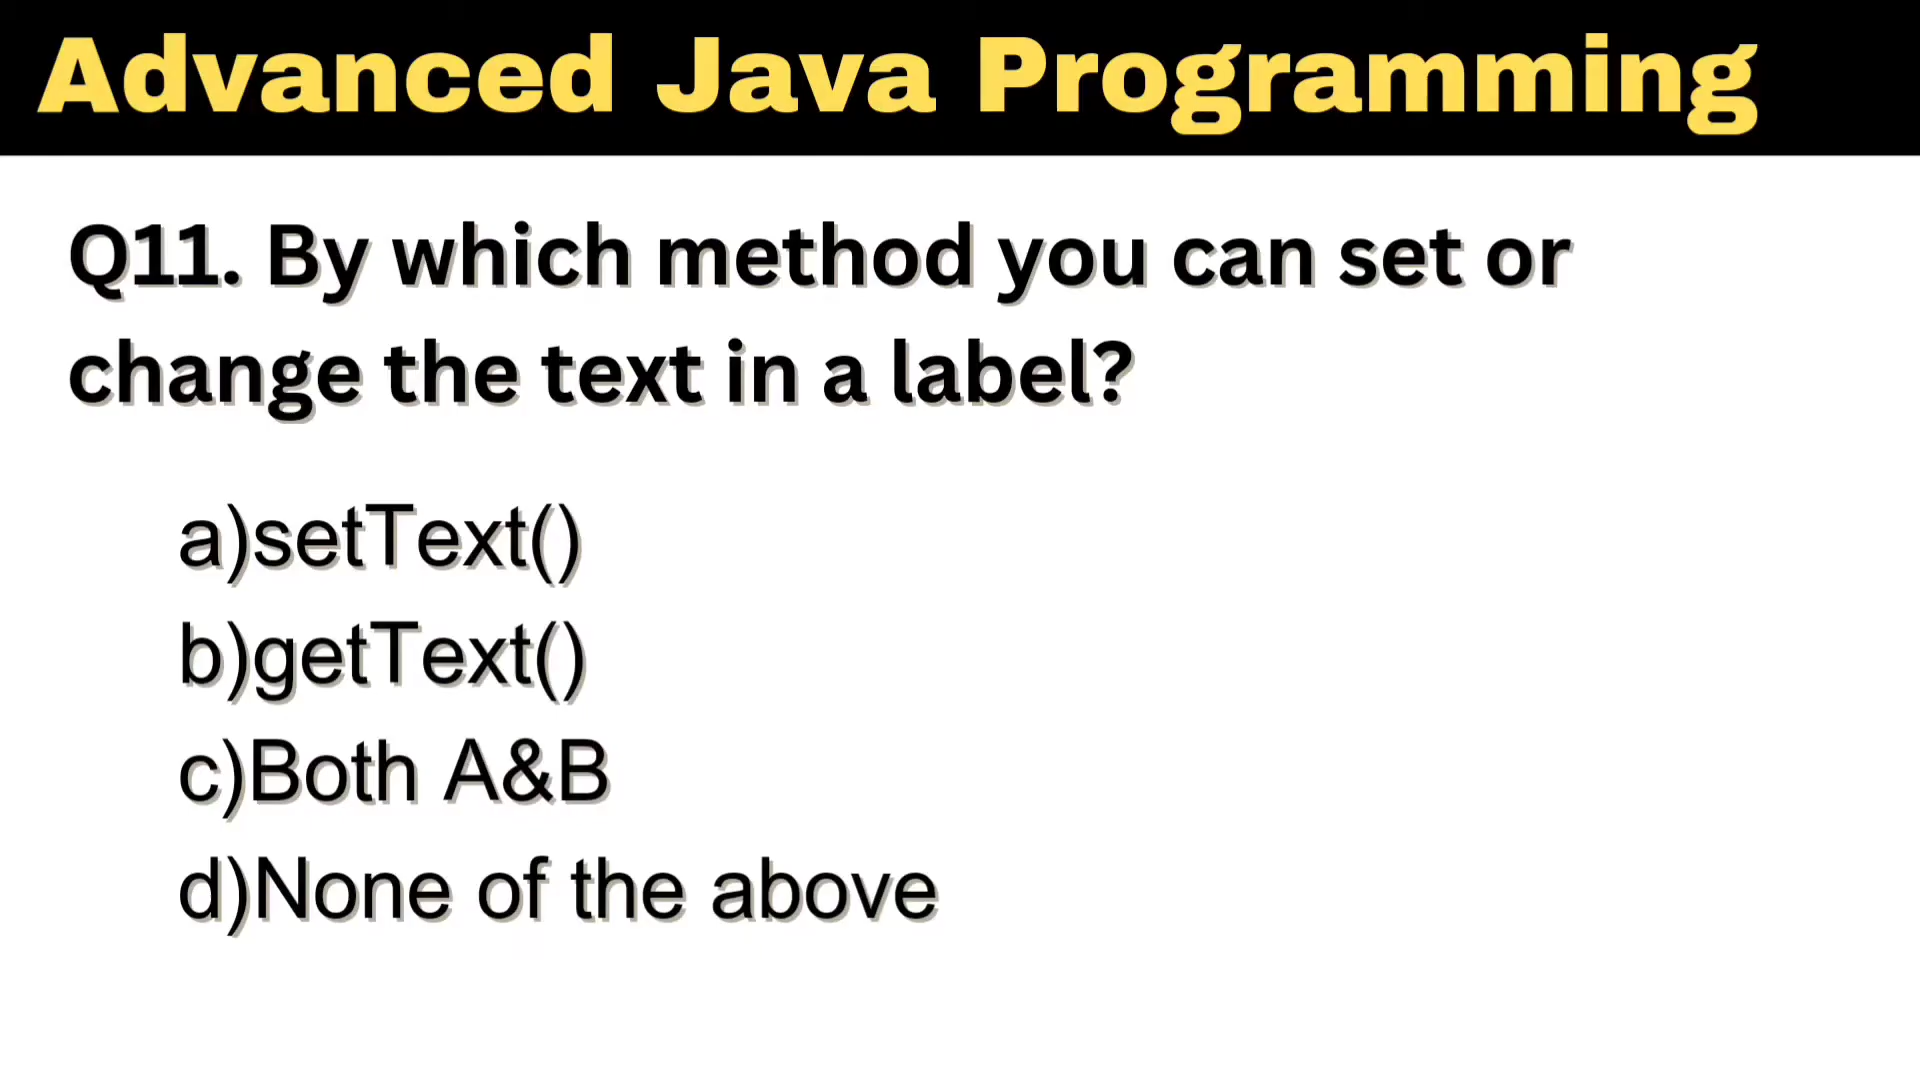 Advanced Java Programming
Q11. By which method you can set or
change the text in a label?
a)setText()
b)getText()
c)Both A&B
d)None of the above